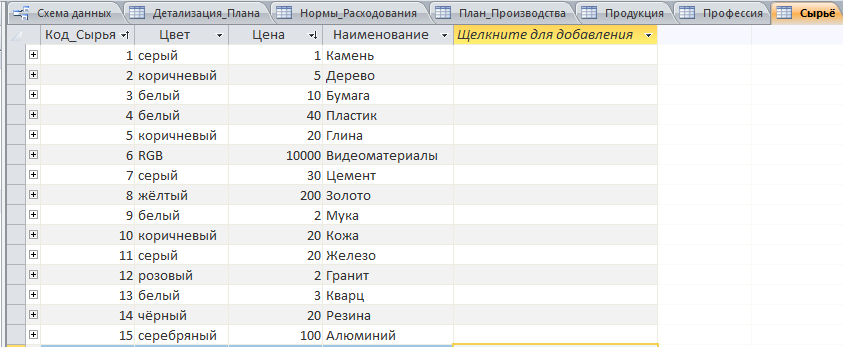 Схема данных Детализация_Плана Нормы_Расходования План_Производства Продукция Профессия Сырьё
Код_Сырья Цвет Цена Наименование Щелкните для добавления
1 серый 1 Камень
2 коричневый 5 Дерево
3 белый 10 Бумага
4 белый 40 Пластик
5 коричневый 20 Глина
6 RGB 10000 Видеоматериалы
7 серый 30 Цемент
8 жёлтый 200 Золото
9 белый 2 Мука
10 коричневый 20 Кожа
11 серый 20 Железо
12 розовый 2 Гранит
13 белый 3 Кварц
14 чёрный 20 Резина
15 серебряный 100 Алюминий